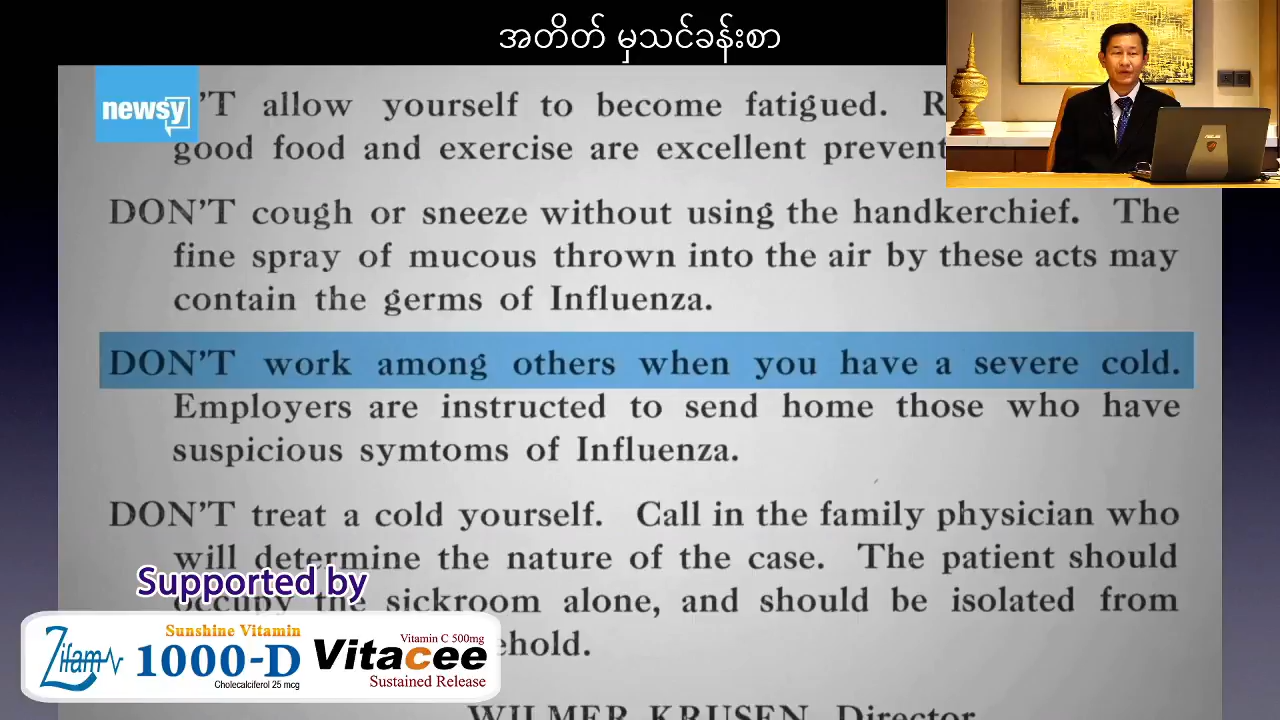 အတိတ် မှသင်ခန်းစာ
newsy
'T allow yourself to become fatigued. R
good food and exercise are excellent prevent
DON'T cough or sneeze without using the handkerchief. The
fine spray of mucous thrown into the air by these acts may
contain the germs of Influenza.
DON'T work among others when you have a severe cold.
Employers are instructed to send home those who have
suspicious symtoms of Influenza.
DON'T treat a cold yourself. Call in the family physician who
will determine the nature of the case. The patient should
occupy the sickroom alone, and should be isolated from
ehold.
WILMER KRUSEN, Director
Supported by
Zifam
Sunshine Vitamin
1000-D
Cholecalciferol 25 mcg
Vitamin C 500mg
Vitacee
Sustained Release